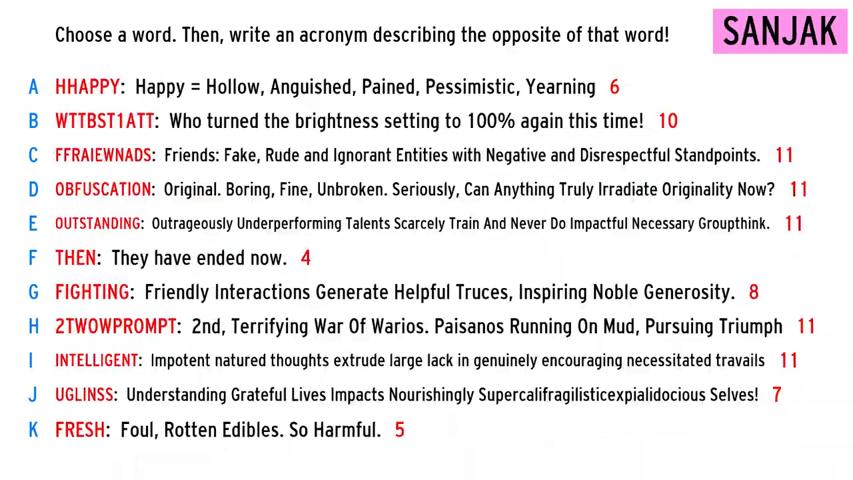 Choose a word. Then, write an acronym describing the opposite of that word!
SANJAK
A HHAPPY: Happy = Hollow, Anguished, Pained, Pessimistic, Yearning 6
B WTTBST1ATT: Who turned the brightness setting to 100% again this time! 10
C FFRAIEWNADS: Friends: Fake, Rude and Ignorant Entities with Negative and Disrespectful Standpoints. 11
D OBFUSCATION: Original. Boring, Fine, Unbroken. Seriously, Can Anything Truly Irradiate Originality Now? 11
E OUTSTANDING: Outrageously Underperforming Talents Scarcely Train And Never Do Impactful Necessary Groupthink. 11
F THEN: They have ended now. 4
G FIGHTING: Friendly Interactions Generate Helpful Truces, Inspiring Noble Generosity. 8
H 2TWOWPROMPT: 2nd, Terrifying War Of Warios. Paisanos Running On Mud, Pursuing Triumph 11
I INTELLIGENT: Impotent natured thoughts extrude large lack in genuinely encouraging necessitated travails 11
J UGLINSS: Understanding Grateful Lives Impacts Nourishingly Supercalifragilisticexpialidocious Selves! 7
K FRESH: Foul, Rotten Edibles. So Harmful. 5